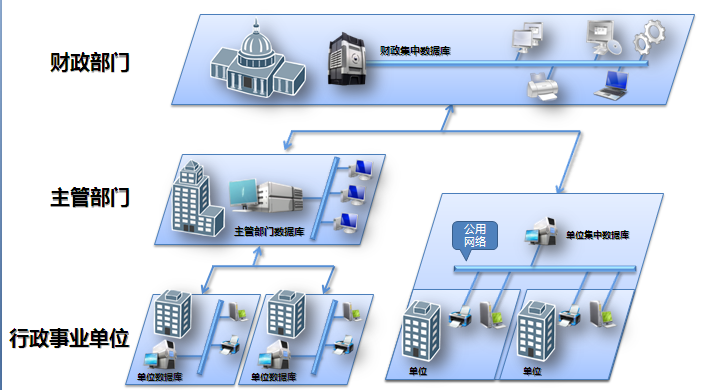 财政部门
财政集中数据库
主管部门
主管部门数据库
公用
网络
单位集中数据库
行政事业单位
单位数据库
单位数据库
单位
单位